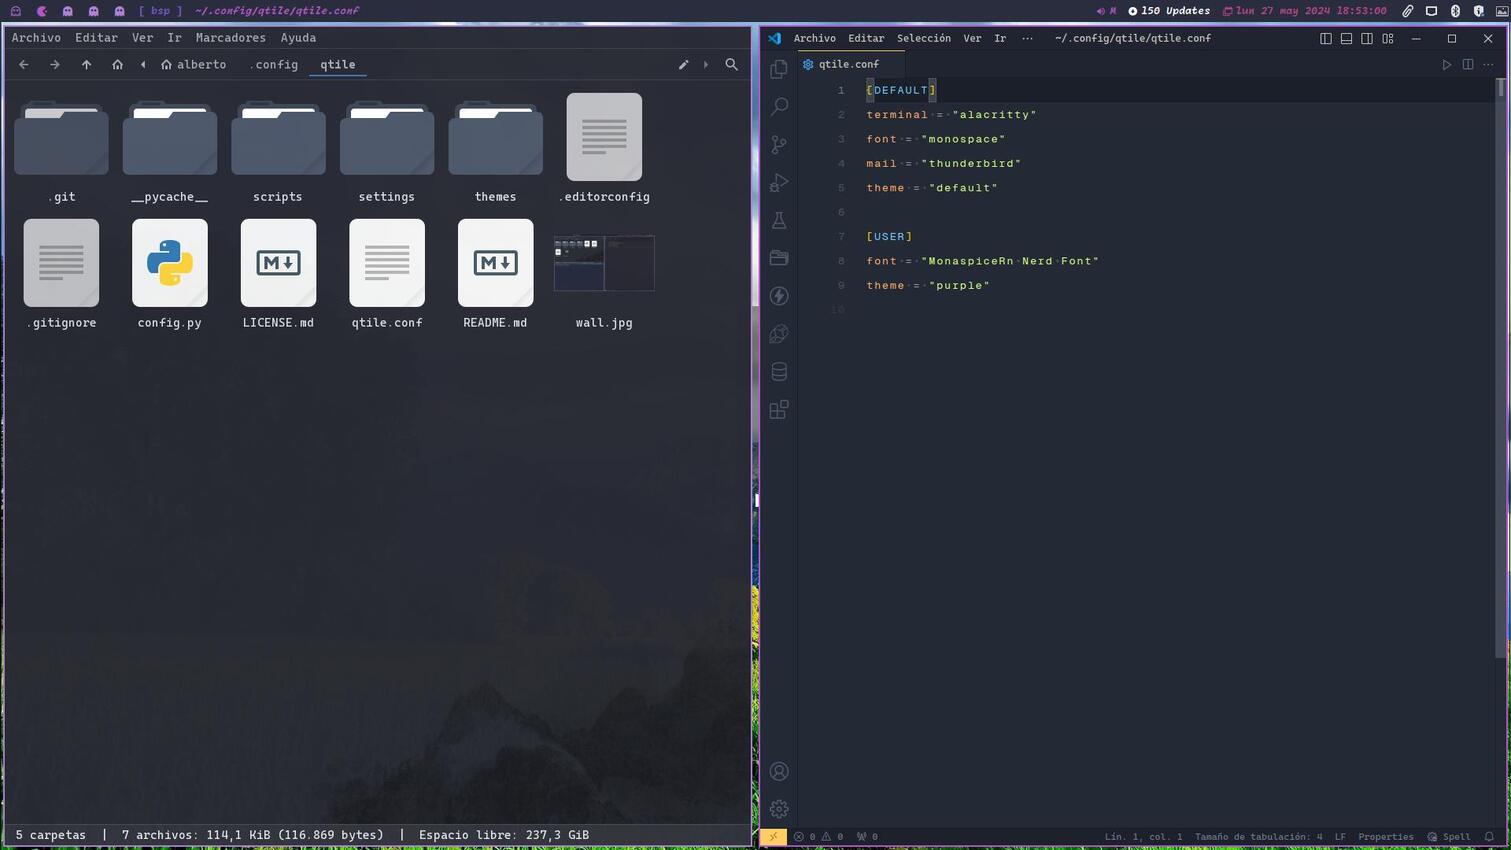 [ bsp ] ~/.config/qtile/qtile.conf M 150 Updates lun 27 may 2024 18:53:00
Archivo Editar Ver Ir Marcadores Ayuda
alberto .config qtile
.git __pycache__ scripts settings themes .editorconfig
.gitignore config.py LICENSE.md qtile.conf README.md wall.jpg
5 carpetas | 7 archivos: 114,1 KiB (116.869 bytes) | Espacio libre: 237,3 GiB
Archivo Editar Selección Ver Ir ··· ~/.config/qtile/qtile.conf
qtile.conf
1 [DEFAULT]
2 terminal = "alacritty"
3 font = "monospace"
4 mail = "thunderbird"
5 theme = "default"
6
7 [USER]
8 font = "MonaspiceRn Nerd Font"
9 theme = "purple"
10
0 0 0 Lín. 1, col. 1 Tamaño de tabulación: 4 LF Properties Spell